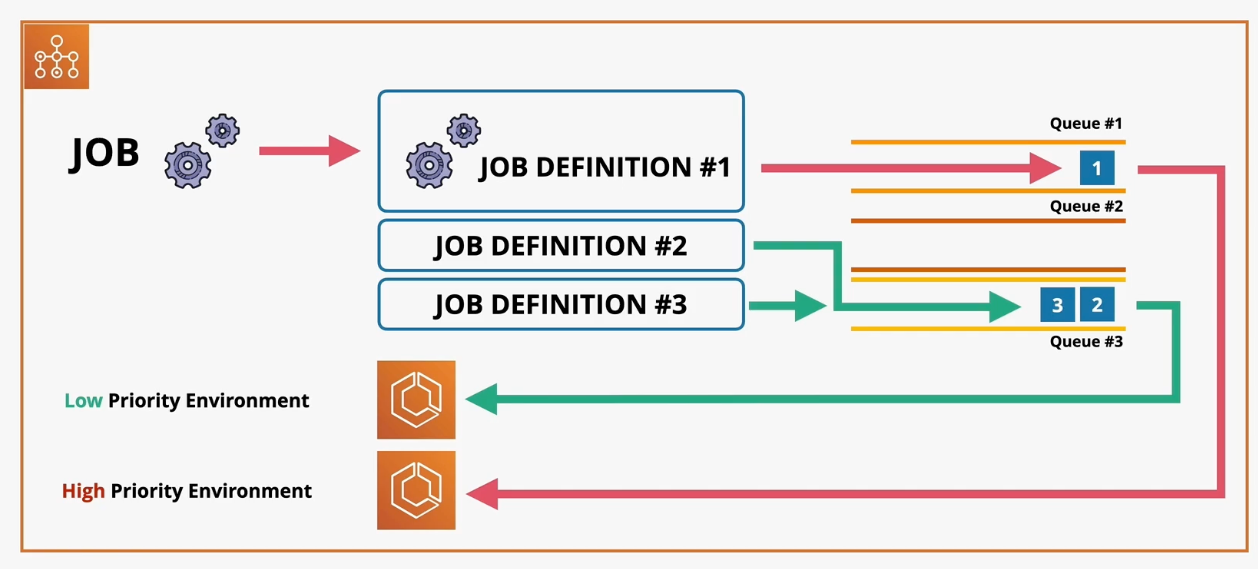 JOB
JOB DEFINITION #1
JOB DEFINITION #2
JOB DEFINITION #3
Queue #1
1
Queue #2
3 2
Queue #3
Low Priority Environment
High Priority Environment